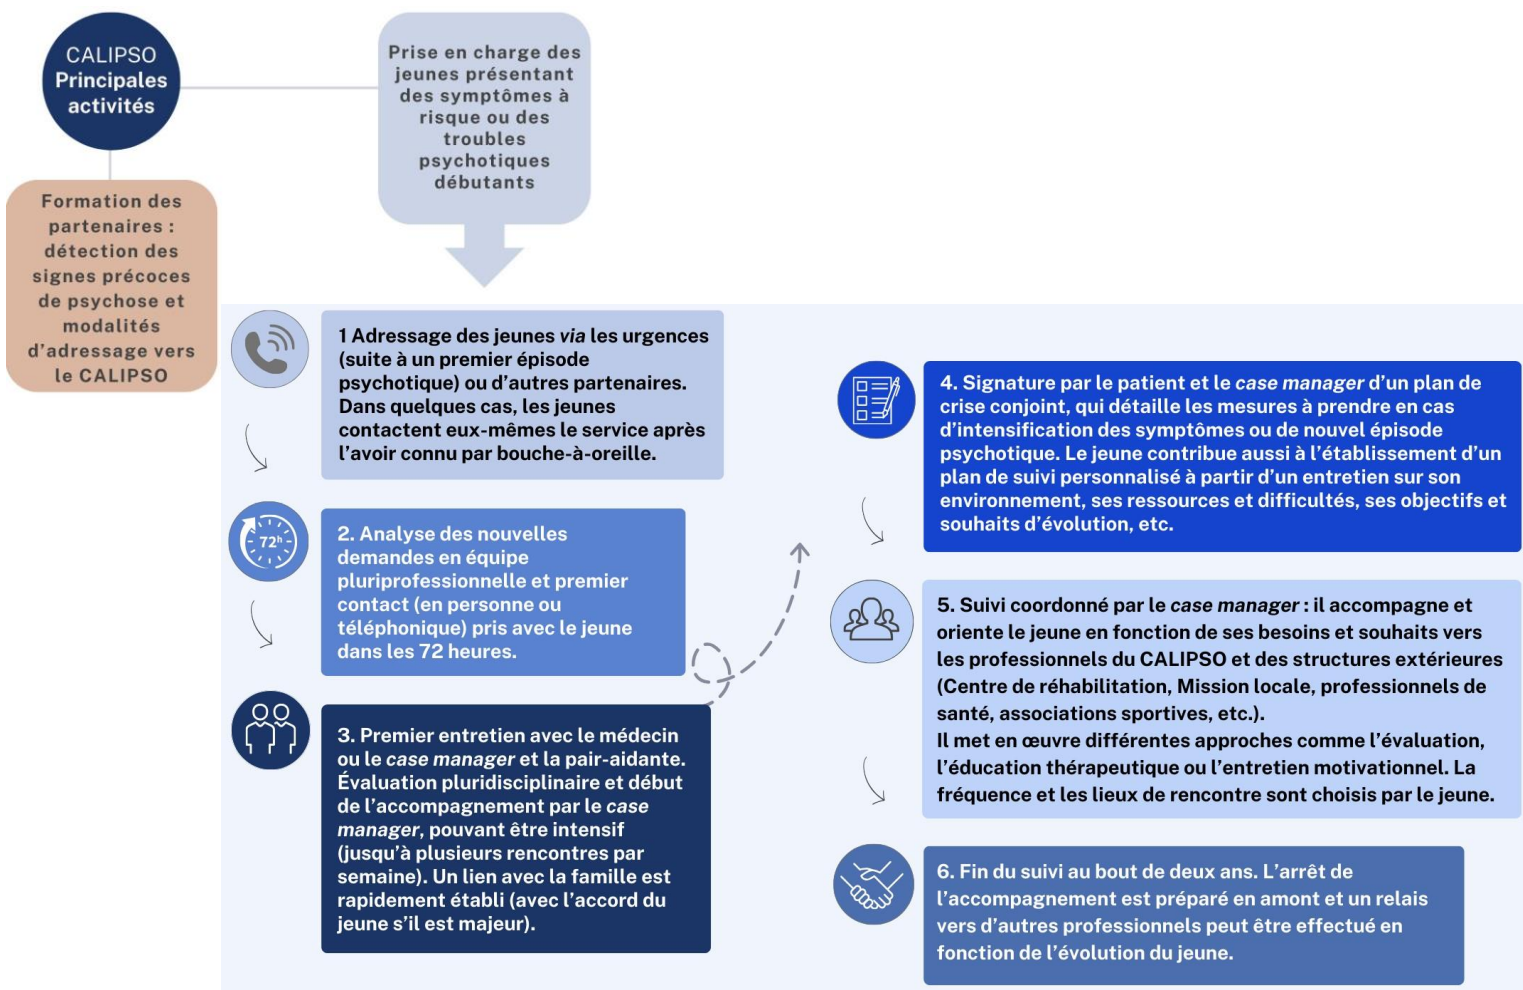 CALIPSO
Principales
activités
Prise en charge des
jeunes présentant
des symptômes à
risque ou des
troubles
psychotiques
débutants
Formation des
partenaires :
détection des
signes précoces
de psychose et
modalités
d'adressage vers
le CALIPSO
1 Adressage des jeunes via les urgences
(suite à un premier épisode
psychotique) ou d'autres partenaires.
Dans quelques cas, les jeunes
contactent eux-mêmes le service après
l'avoir connu par bouche-à-oreille.
72h
2. Analyse des nouvelles
demandes en équipe
pluriprofessionnelle et premier
contact (en personne ou
téléphonique) pris avec le jeune
dans les 72 heures.
3. Premier entretien avec le médecin
ou le case manager et la pair-aidante.
Évaluation pluridisciplinaire et début
de l'accompagnement par le case
manager, pouvant être intensif
(jusqu'à plusieurs rencontres par
semaine). Un lien avec la famille est
rapidement établi (avec l'accord du
jeune s'il est majeur).
4. Signature par le patient et le case manager d'un plan de
crise conjoint, qui détaille les mesures à prendre en cas
d'intensification des symptômes ou de nouvel épisode
psychotique. Le jeune contribue aussi à l'établissement d'un
plan de suivi personnalisé à partir d'un entretien sur son
environnement, ses ressources et difficultés, ses objectifs et
souhaits d'évolution, etc.
5. Suivi coordonné par le case manager : il accompagne et
oriente le jeune en fonction de ses besoins et souhaits vers
les professionnels du CALIPSO et des structures extérieures
(Centre de réhabilitation, Mission locale, professionnels de
santé, associations sportives, etc.).
Il met en œuvre différentes approches comme l'évaluation,
l'éducation thérapeutique ou l'entretien motivationnel. La
fréquence et les lieux de rencontre sont choisis par le jeune.
6. Fin du suivi au bout de deux ans. L'arrêt de
l'accompagnement est préparé en amont et un relais
vers d'autres professionnels peut être effectué en
fonction de l'évolution du jeune.